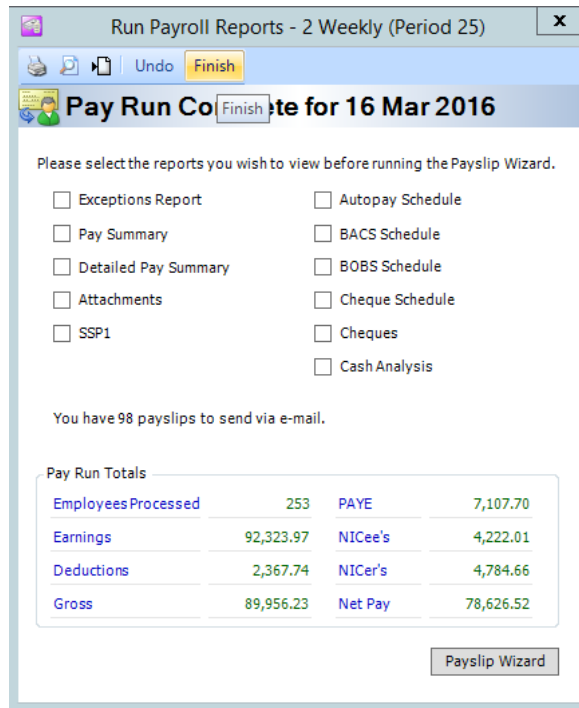 Run Payroll Reports - 2 Weekly (Period 25)
x
Undo Finish
Pay Run Co te for 16 Mar 2016
Finish
Please select the reports you wish to view before running the Payslip Wizard.
Exceptions Report
Autopay Schedule
Pay Summary
BACS Schedule
Detailed Pay Summary
BOBS Schedule
Attachments
Cheque Schedule
SSP1
Cheques
Cash Analysis
You have 98 payslips to send via e-mail.
Pay Run Totals
Employees Processed 253 PAYE 7,107.70
Earnings 92,323.97 NICee's 4,222.01
Deductions 2,367.74 NICer's 4,784.66
Gross 89,956.23 Net Pay 78,626.52
Payslip Wizard